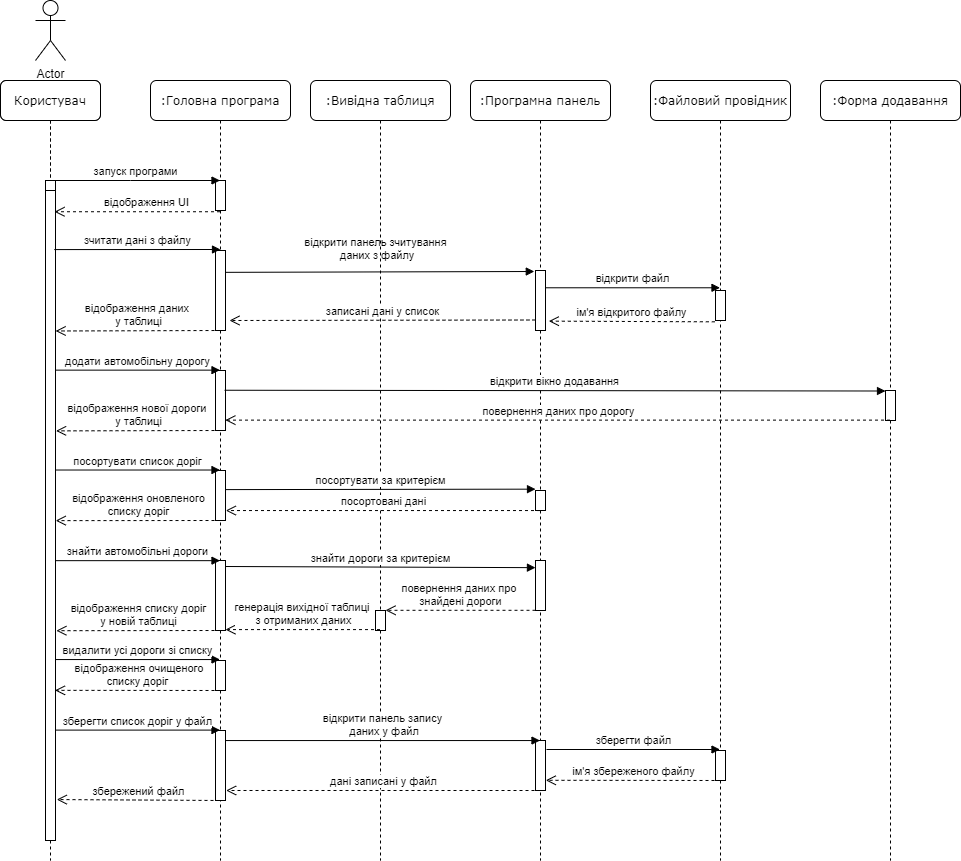 Actor
Користувач
:Головна програма
:Вивідна таблиця
:Програмна панель
:Файловий провідник
:Форма додавання
запуск програми
відображення UI
зчитати дані з файлу
відкрити панель зчитування
даних з файлу
відкрити файл
ім'я відкритого файлу
записані дані у список
відображення даних
у таблиці
додати автомобільну дорогу
відкрити вікно додавання
повернення даних про дорогу
відображення нової дороги
у таблиці
посортувати список доріг
посортувати за критерієм
посортовані дані
відображення оновленого
списку доріг
знайти автомобільні дороги
знайти дороги за критерієм
повернення даних про
знайдені дороги
генерація вихідної таблиці
з отриманих даних
відображення списку доріг
у новій таблиці
видалити усі дороги зі списку
відображення очищеного
списку доріг
зберегти список доріг у файл
відкрити панель запису
даних у файл
зберегти файл
ім'я збереженого файлу
дані записані у файл
збережений файл